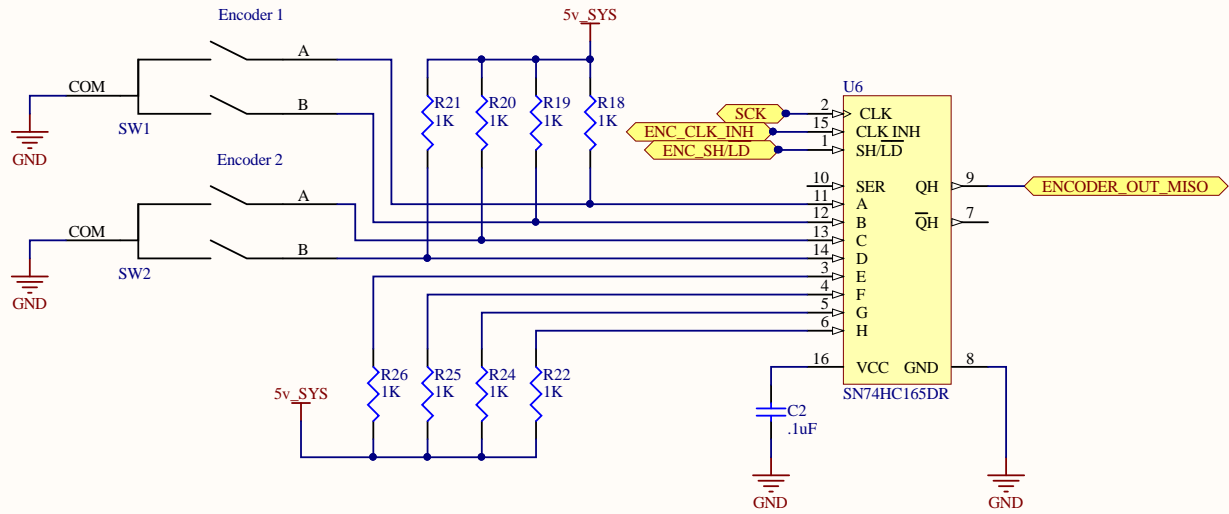 Encoder 1
5v_SYS
A
COM
B
SW1
GND
R21
1K
R20
1K
R19
1K
R18
1K
Encoder 2
A
COM
B
SW2
GND
U6
SCK
2
CLK
ENC_CLK_INH
15
CLK INH
ENC_SH/LD
1
SH/LD
10
SER
QH
9
ENCODER_OUT_MISO
11
A
12
B
QH
7
13
C
14
D
3
E
4
F
5
G
6
H
16
VCC
GND
8
SN74HC165DR
5v_SYS
R26
1K
R25
1K
R24
1K
R22
1K
C2
.1uF
GND
GND